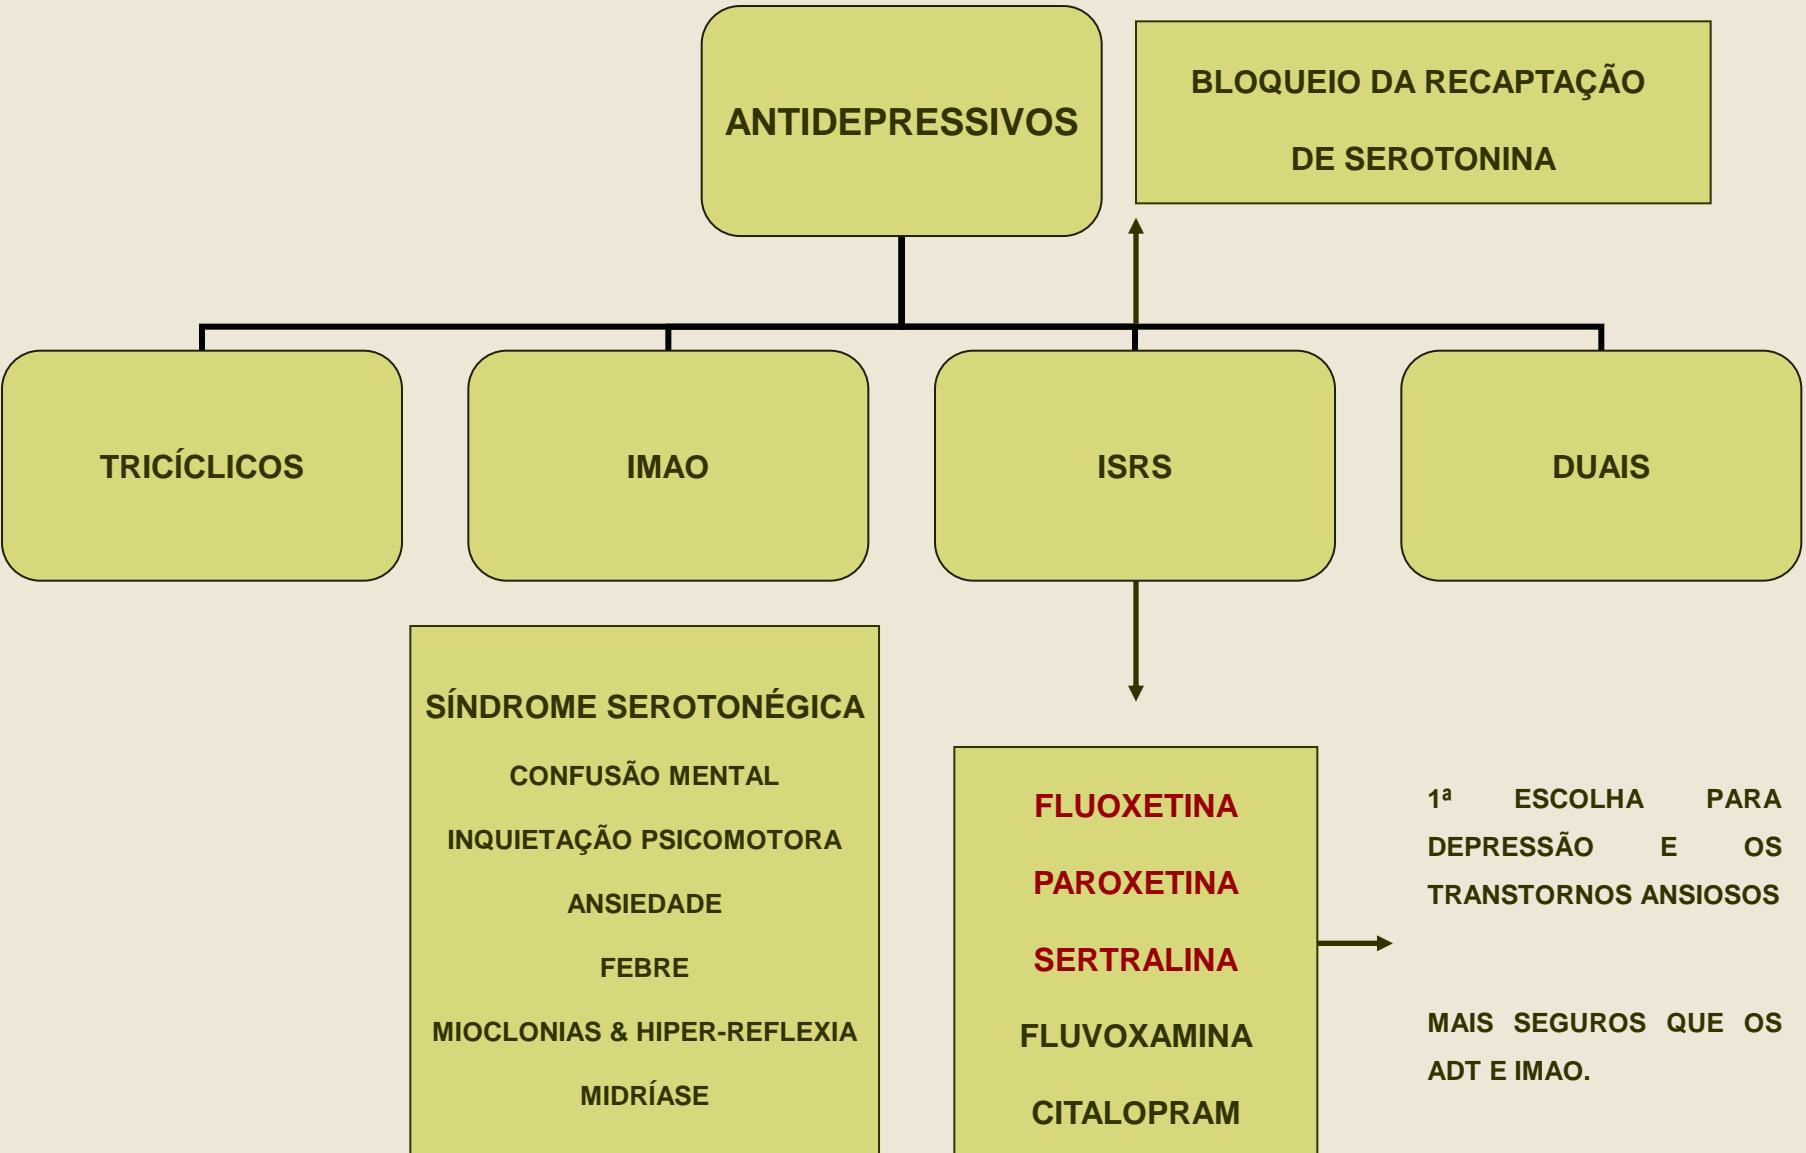 ANTIDEPRESSIVOS
BLOQUEIO DA RECAPTAÇÃO
DE SEROTONINA
TRICÍCLICOS
IMAO
ISRS
DUAIS
SÍNDROME SEROTONÉGICA
CONFUSÃO MENTAL
INQUIETAÇÃO PSICOMOTORA
ANSIEDADE
FEBRE
MIOCLONIAS & HIPER-REFLEXIA
MIDRÍASE
FLUOXETINA
PAROXETINA
SERTRALINA
FLUVOXAMINA
CITALOPRAM
1ª ESCOLHA PARA
DEPRESSÃO E OS
TRANSTORNOS ANSIOSOS
MAIS SEGUROS QUE OS
ADT E IMAO.